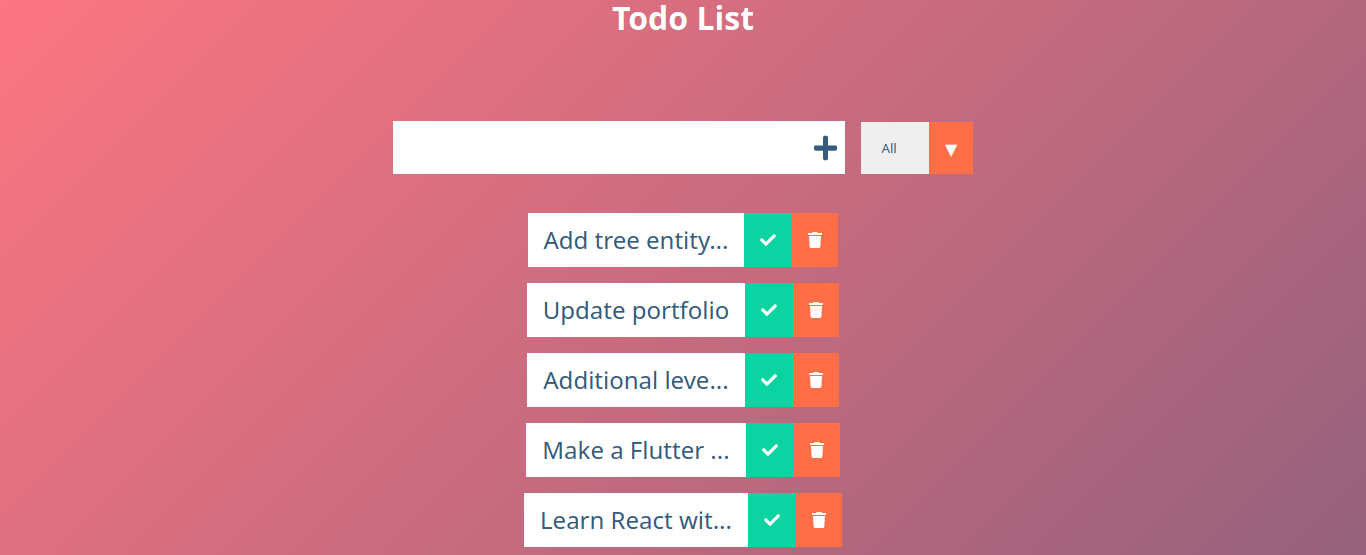 Todo List
All ▼
Add tree entity...
Update portfolio
Additional leve...
Make a Flutter ...
Learn React wit...